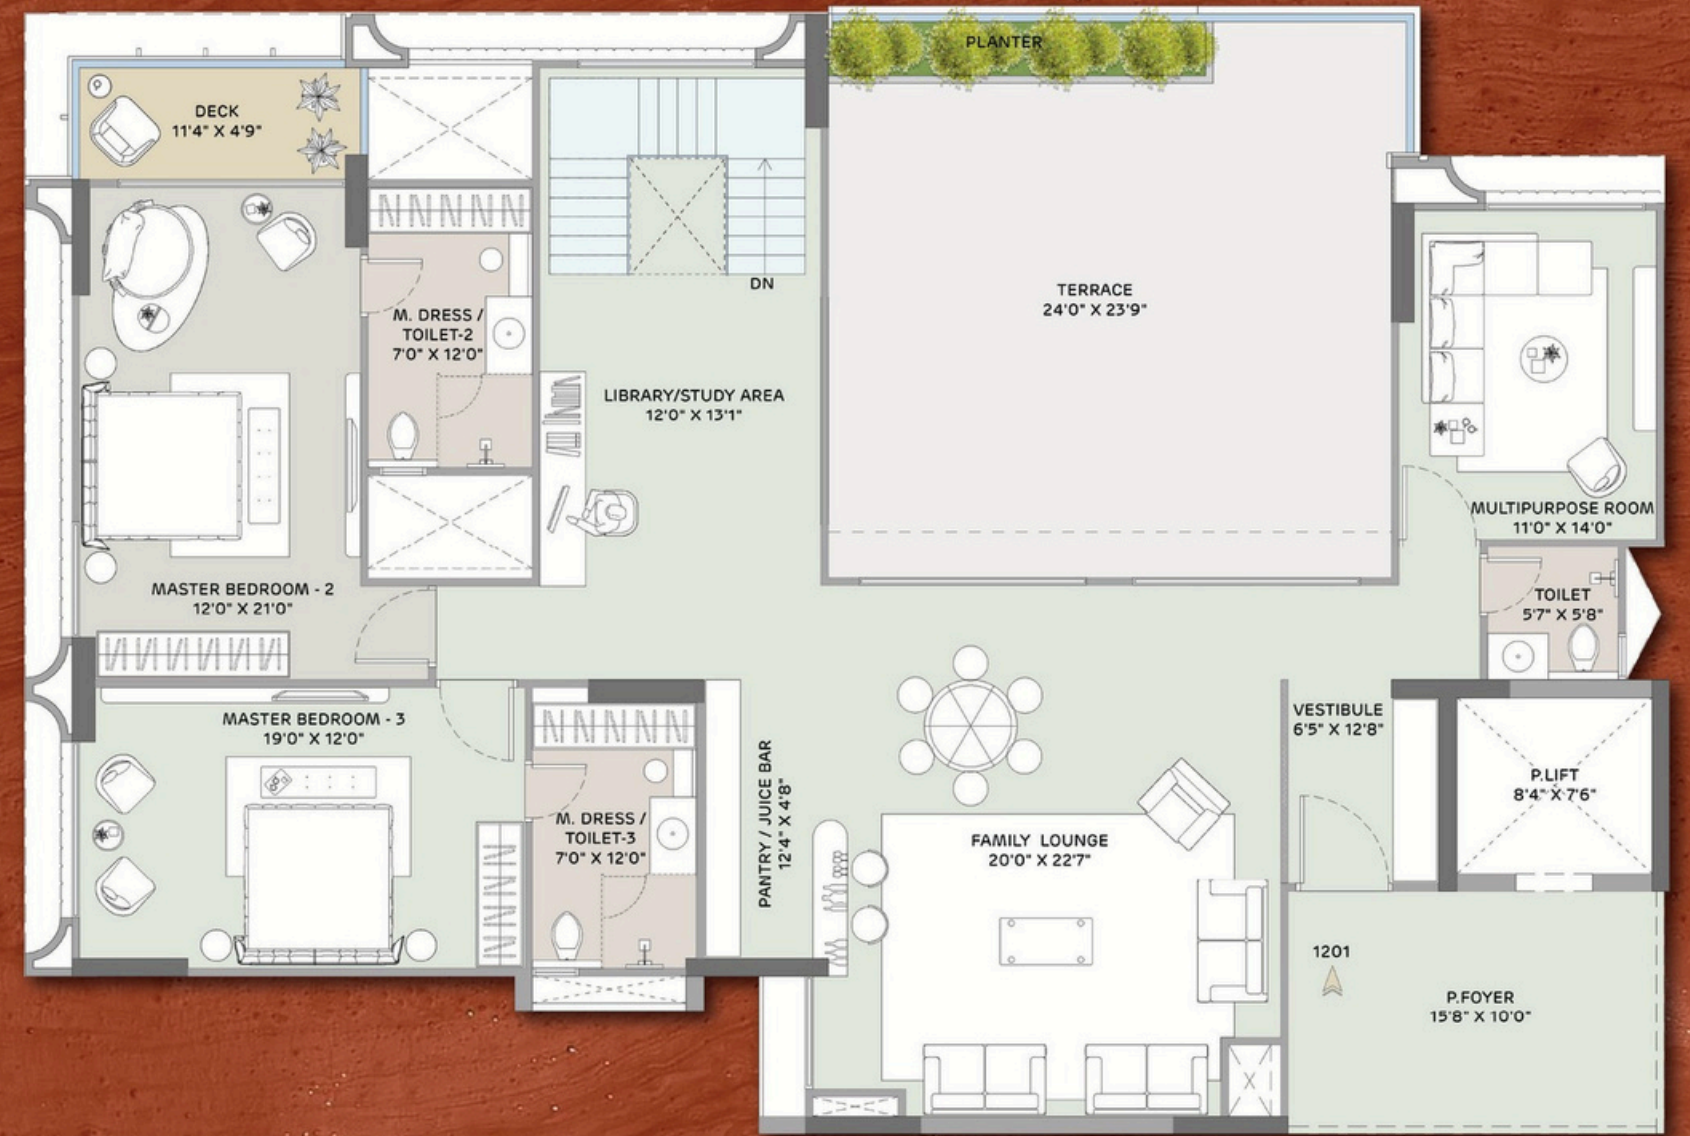 PLANTER
DECK
11'4" X 4'9"
DN
TERRACE
24'0" X 23'9"
M. DRESS /
TOILET-2
7'0" X 12'0"
LIBRARY/STUDY AREA
12'0" X 13'1"
MULTIPURPOSE ROOM
11'0" X 14'0"
MASTER BEDROOM - 2
12'0" X 21'0"
TOILET
5'7" X 5'8"
MASTER BEDROOM - 3
19'0" X 12'0"
VESTIBULE
6'5" X 12'8"
P.LIFT
8'4" X 7'6"
M. DRESS /
TOILET-3
7'0" X 12'0"
PANTRY / JUICE BAR
12'4" X 4'8"
FAMILY LOUNGE
20'0" X 22'7"
1201
P.FOYER
15'8" X 10'0"